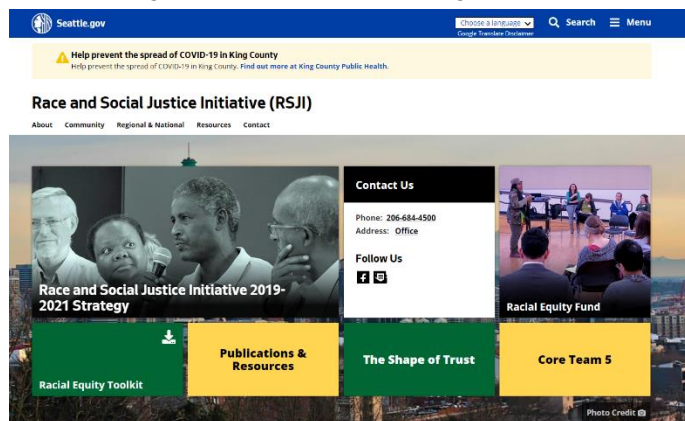 Seattle.gov
Choose a language
Search
Menu
Google Translate Disclaimer
Help prevent the spread of COVID-19 in King County
Help prevent the spread of COVID-19 in King County. Find out more at King County Public Health.
Race and Social Justice Initiative (RSJI)
About Community Regional & National Resources Contact
Race and Social Justice Initiative 2019-
2021 Strategy
Contact Us
Phone: 206-684-4500
Address: Office
Follow Us
Racial Equity Fund
Racial Equity Toolkit
Publications &
Resources
The Shape of Trust
Core Team 5
Photo Credit